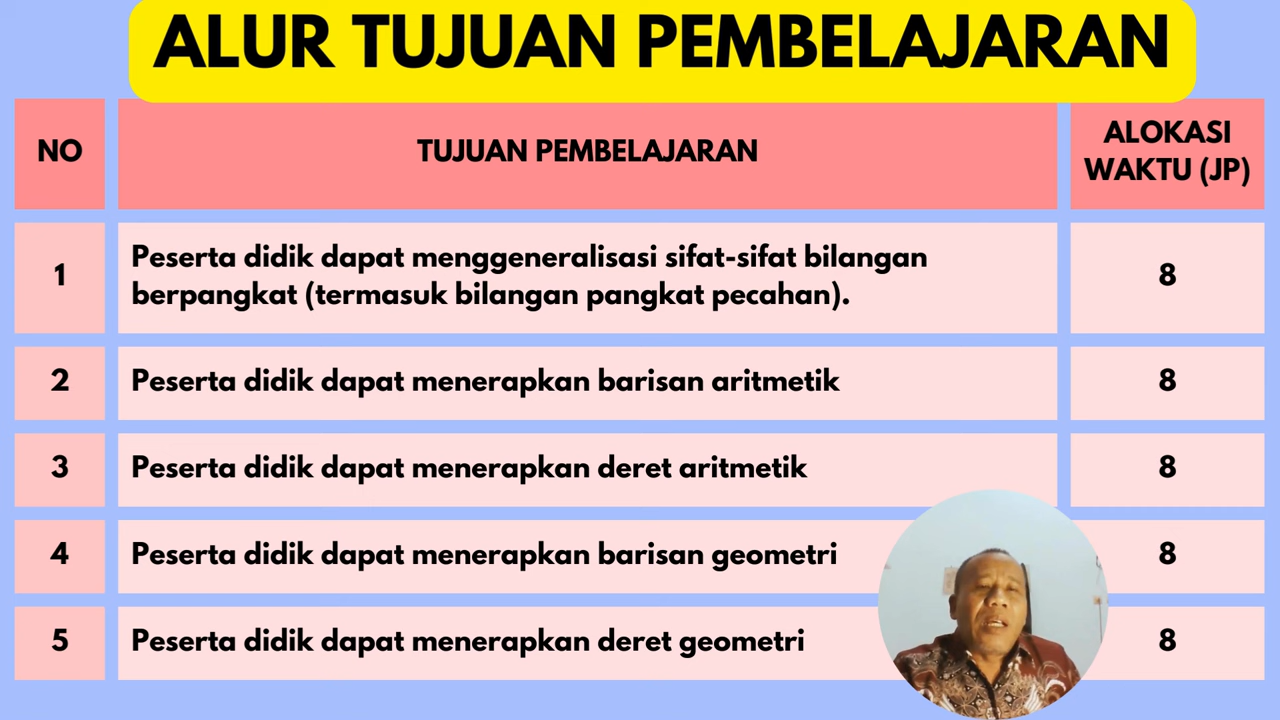 ALUR TUJUAN PEMBELAJARAN
NO
TUJUAN PEMBELAJARAN
ALOKASI
WAKTU (JP)
1
Peserta didik dapat menggeneralisasi sifat-sifat bilangan
berpangkat (termasuk bilangan pangkat pecahan).
8
2
Peserta didik dapat menerapkan barisan aritmetik
8
3
Peserta didik dapat menerapkan deret aritmetik
8
4
Peserta didik dapat menerapkan barisan geometri
8
5
Peserta didik dapat menerapkan deret geometri
8